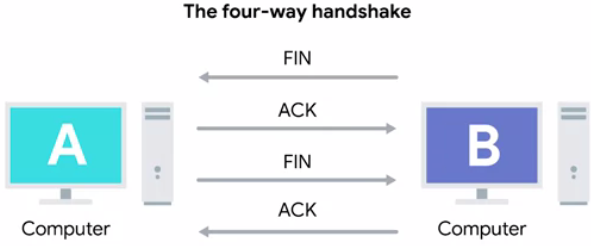 The four-way handshake
FIN
ACK
FIN
ACK
A
Computer
B
Computer